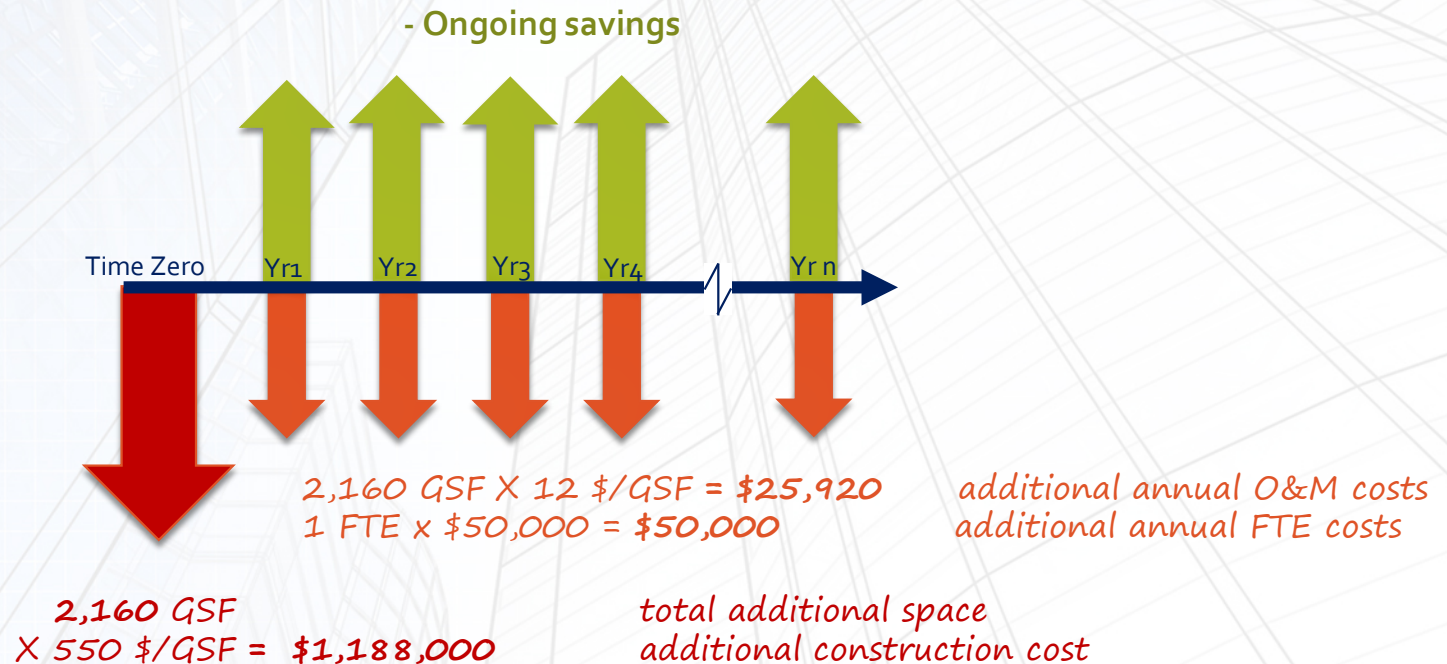 - Ongoing savings
Time Zero Yr1 Yr2 Yr3 Yr4 Yr n
2,160 GSF X 12 $/GSF = $25,920 additional annual O&M costs
1 FTE x $50,000 = $50,000 additional annual FTE costs
2,160 GSF total additional space
X 550 $/GSF = $1,188,000 additional construction cost